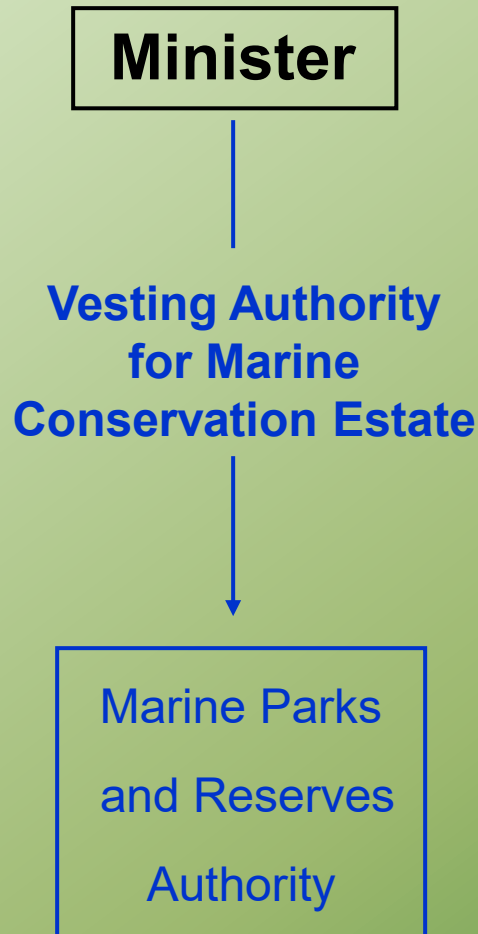 Minister
Vesting Authority
for Marine
Conservation Estate
Marine Parks
and Reserves
Authority